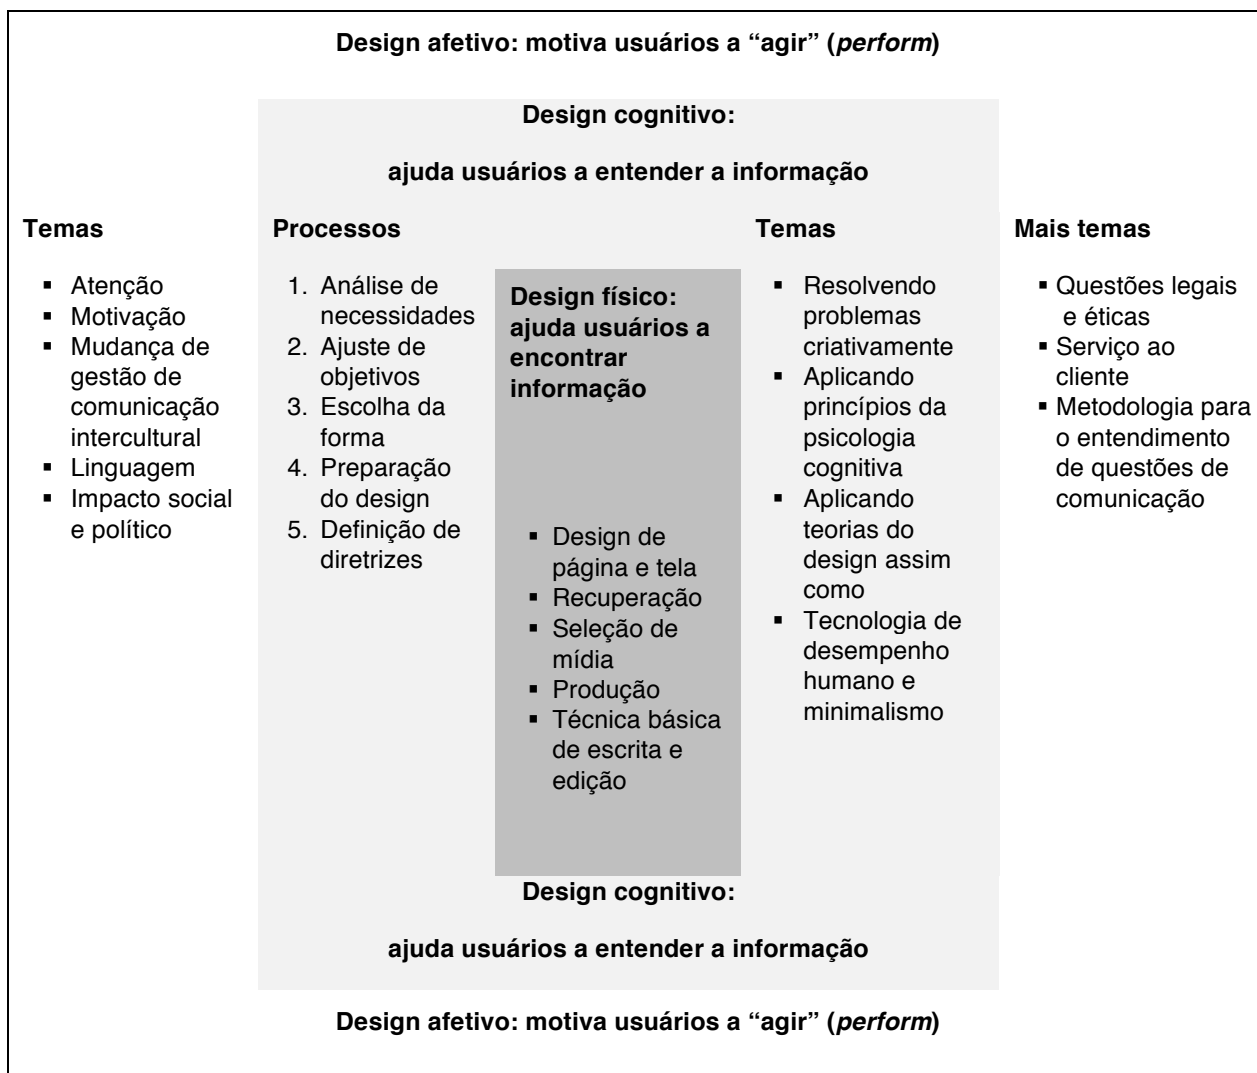 Design afetivo: motiva usuários a “agir” (perform)
Design cognitivo:
ajuda usuários a entender a informação
Temas
▪ Atenção
▪ Motivação
▪ Mudança de
gestão de
comunicação
intercultural
▪ Linguagem
▪ Impacto social
e político
Processos
1. Análise de
necessidades
2. Ajuste de
objetivos
3. Escolha da
forma
4. Preparação
do design
5. Definição de
diretrizes
Design físico:
ajuda usuários a
encontrar
informação
▪ Design de
página e tela
▪ Recuperação
▪ Seleção de
mídia
▪ Produção
▪ Técnica básica
de escrita e
edição
Temas
▪ Resolvendo
problemas
criativamente
▪ Aplicando
princípios da
psicologia
cognitiva
▪ Aplicando
teorias do
design assim
como
▪ Tecnologia de
desempenho
humano e
minimalismo
Mais temas
▪ Questões legais
e éticas
▪ Serviço ao
cliente
▪ Metodologia para
o entendimento
de questões de
comunicação
Design cognitivo:
ajuda usuários a entender a informação
Design afetivo: motiva usuários a “agir” (perform)